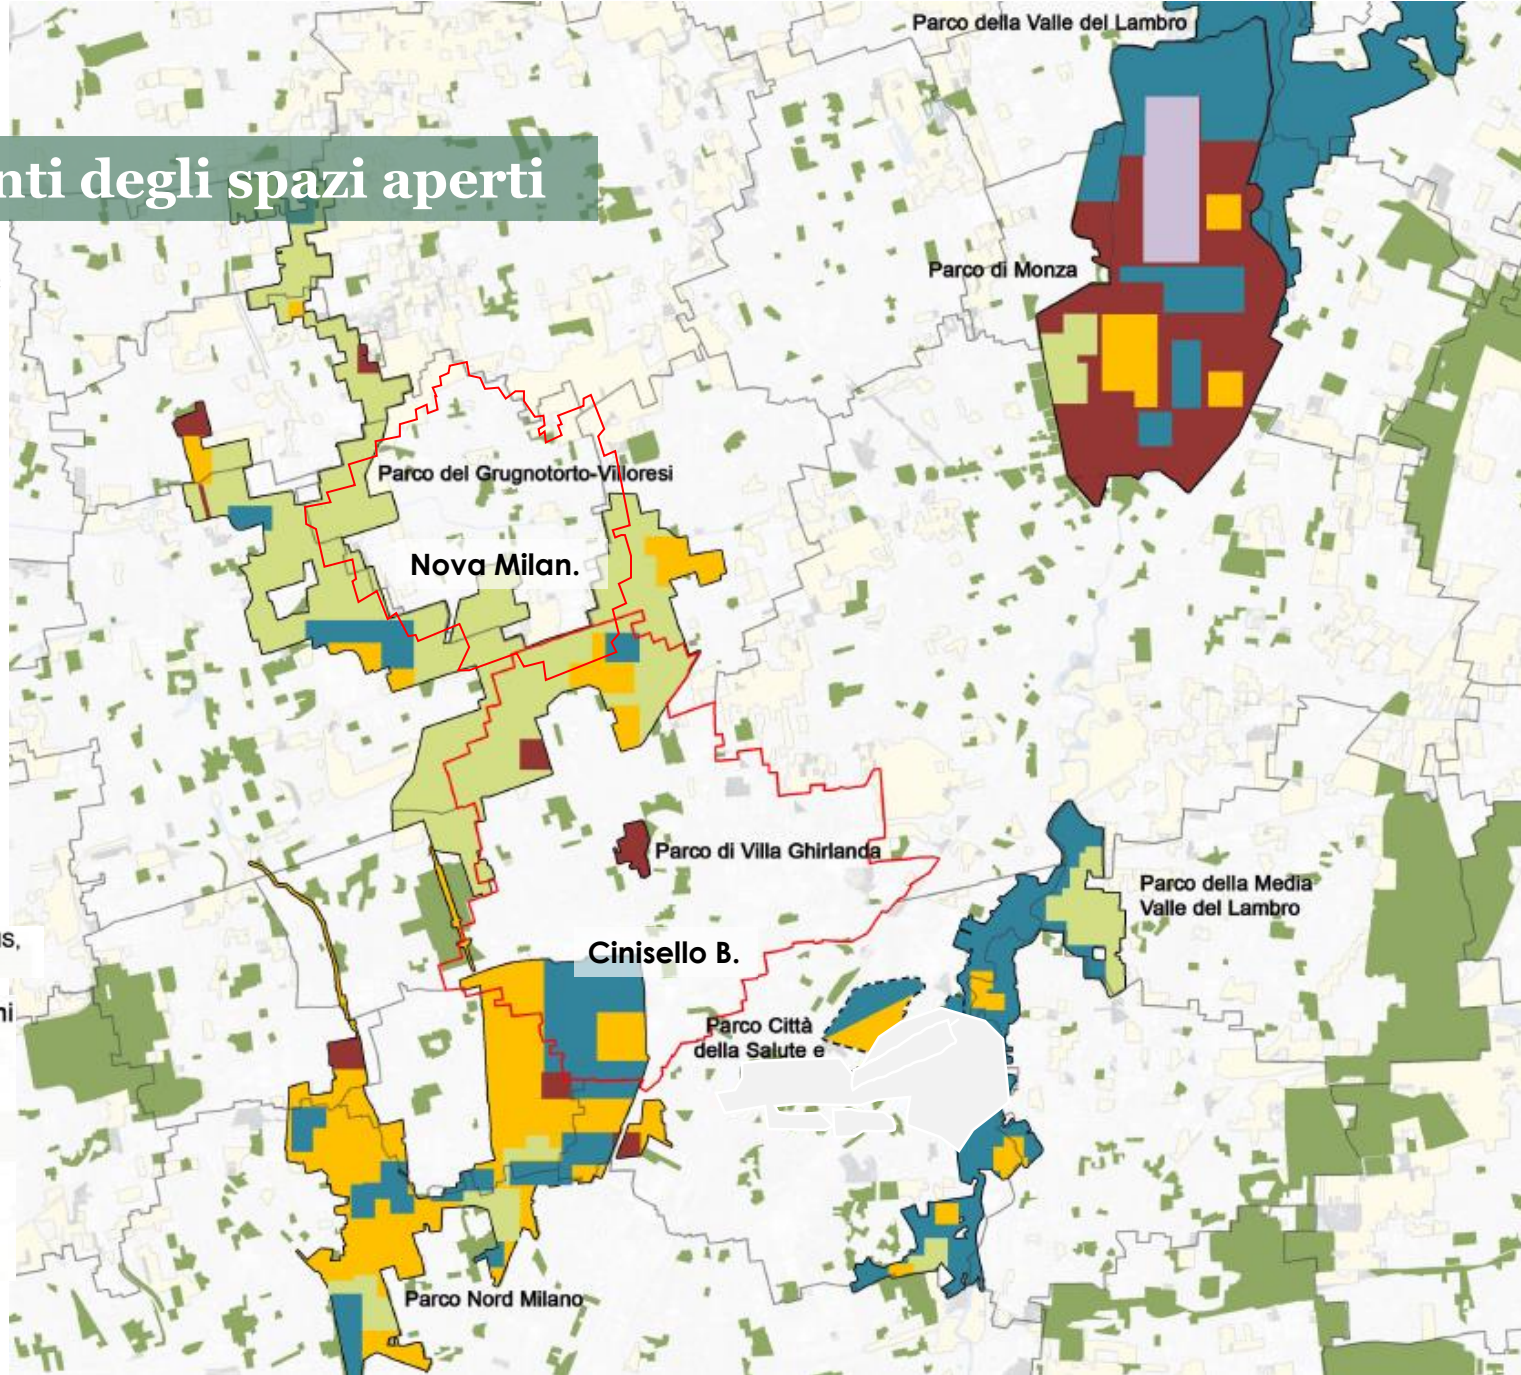 Parco della Valle del Lambro
nti degli spazi aperti
Parco di Monza
Parco del Grugnotorto-Villoresi
Nova Milan.
Parco di Villa Ghirlanda
Parco della Media
Valle del Lambro
Cinisello B.
Parco Città
della Salute e
Parco Nord Milano